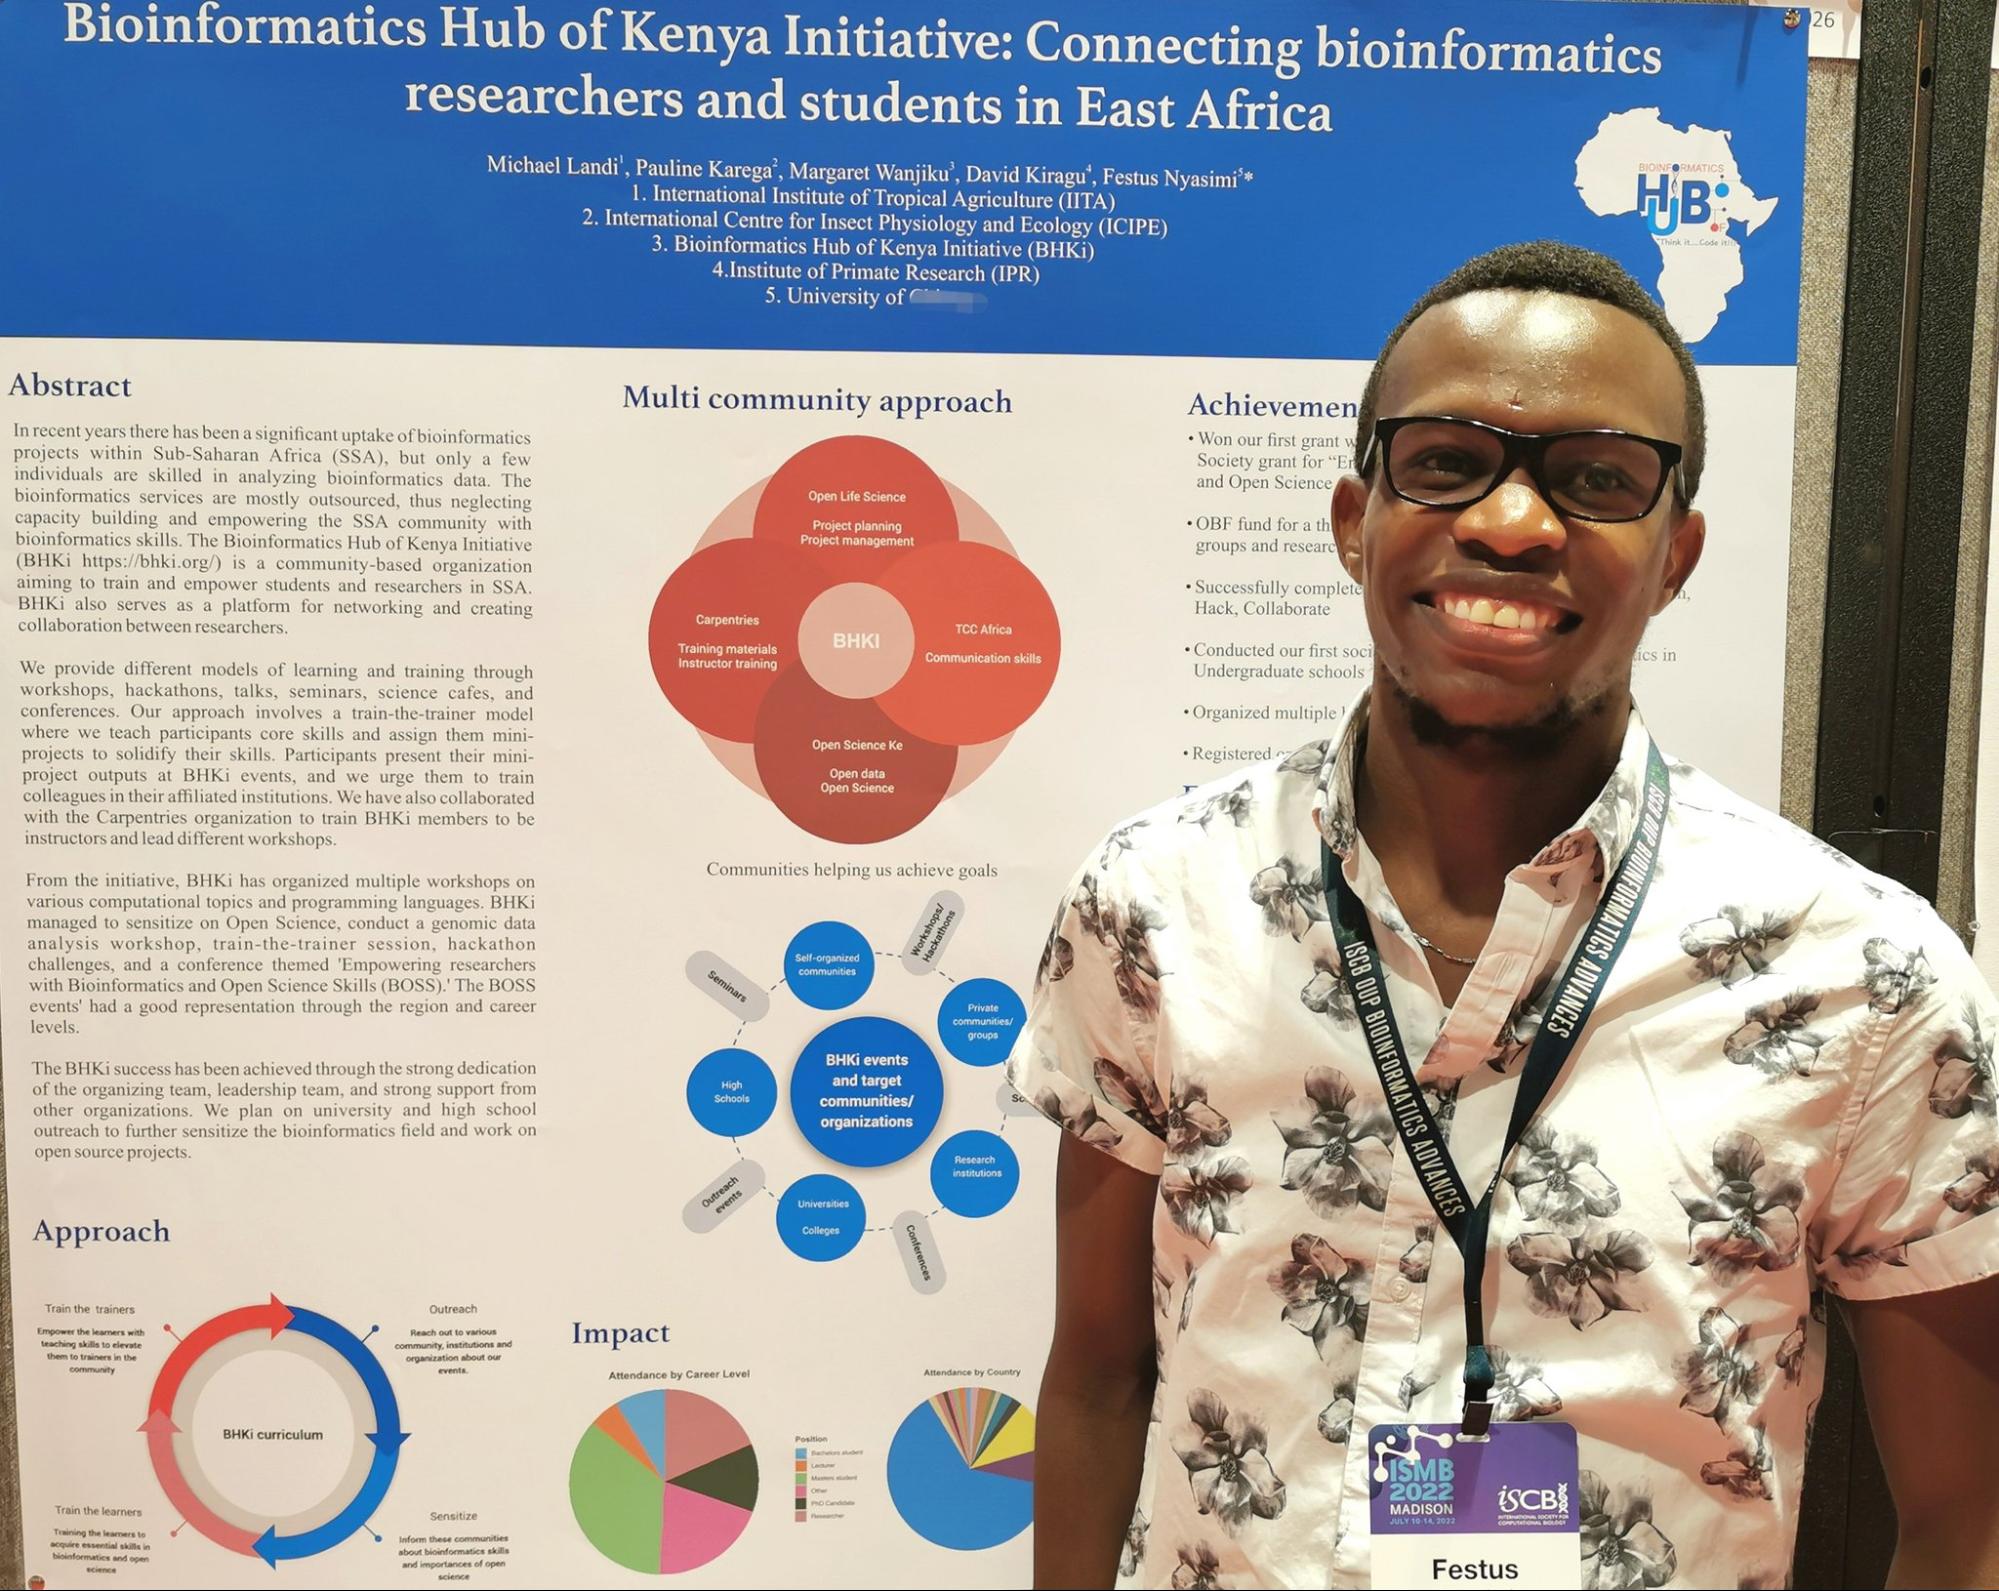 Bioinformatics Hub of Kenya Initiative: Connecting bioinformatics
researchers and students in East Africa
Michael Landi¹, Pauline Karega², Margaret Wanjiku³, David Kiragu⁴, Festus Nyasimi⁵*
1. International Institute of Tropical Agriculture (IITA)
2. International Centre for Insect Physiology and Ecology (ICIPE)
3. Bioinformatics Hub of Kenya Initiative (BHKi)
4.Institute of Primate Research (IPR)
5. University of
26
BIOINFORMATICS
HUB
"Think it....Code it!!"
Abstract
In recent years there has been a significant uptake of bioinformatics
projects within Sub-Saharan Africa (SSA), but only a few
individuals are skilled in analyzing bioinformatics data. The
bioinformatics services are mostly outsourced, thus neglecting
capacity building and empowering the SSA community with
bioinformatics skills. The Bioinformatics Hub of Kenya Initiative
(BHKi https://bhki.org/) is a community-based organization
aiming to train and empower students and researchers in SSA.
BHKi also serves as a platform for networking and creating
collaboration between researchers.
We provide different models of learning and training through
workshops, hackathons, talks, seminars, science cafes, and
conferences. Our approach involves a train-the-trainer model
where we teach participants core skills and assign them mini-
projects to solidify their skills. Participants present their mini-
project outputs at BHKi events, and we urge them to train
colleagues in their affiliated institutions. We have also collaborated
with the Carpentries organization to train BHKi members to be
instructors and lead different workshops.
From the initiative, BHKi has organized multiple workshops on
various computational topics and programming languages. BHKi
managed to sensitize on Open Science, conduct a genomic data
analysis workshop, train-the-trainer session, hackathon
challenges, and a conference themed 'Empowering researchers
with Bioinformatics and Open Science Skills (BOSS).' The BOSS
events' had a good representation through the region and career
levels.
The BHKi success has been achieved through the strong dedication
of the organizing team, leadership team, and strong support from
other organizations. We plan on university and high school
outreach to further sensitize the bioinformatics field and work on
open source projects.
Approach
Train the trainers
Empower the learners with
teaching skills to elevate
them to trainers in the
community
Outreach
Reach out to various
community, institutions and
organization about our
events.
BHKi curriculum
Train the learners
Training the learners to
acquire essential skills in
bioinformatics and open
science
Sensitize
Inform these communities
about bioinformatics skills
and importances of open
science
Multi community approach
Open Life Science
Project planning
Project management
Carpentries
Training materials
Instructor training
BHKI
TCC Africa
Communication skills
Open Science Ke
Open data
Open Science
Communities helping us achieve goals
Self-organized
communities
Workshops/
Hackathons
Seminars
Private
communities/
groups
BHKi events
and target
communities/
organizations
High
Schools
Sc
Research
institutions
Outreach
events
Universities
Colleges
Conferences
Impact
Attendance by Career Level
Position
Bachelors student
Lecturer
Masters student
Other
PhD Candidate
Researcher
Attendance by Country
Achievemen
• Won our first grant w
Society grant for “Er
and Open Science
• OBF fund for a th
groups and researc
• Successfully complete
Hack, Collaborate
• Conducted our first soci
ics in
Undergraduate schools
• Organized multiple
• Registered
ISCB OUP BIOINFORMATICS ADVANCES
ISCB OUP BIOINFORMATICS ADVANCES
ISMB
2022
MADISON
JULY 10-14, 2022
ISCB
INTERNATIONAL SOCIETY FOR
COMPUTATIONAL BIOLOGY
Festus